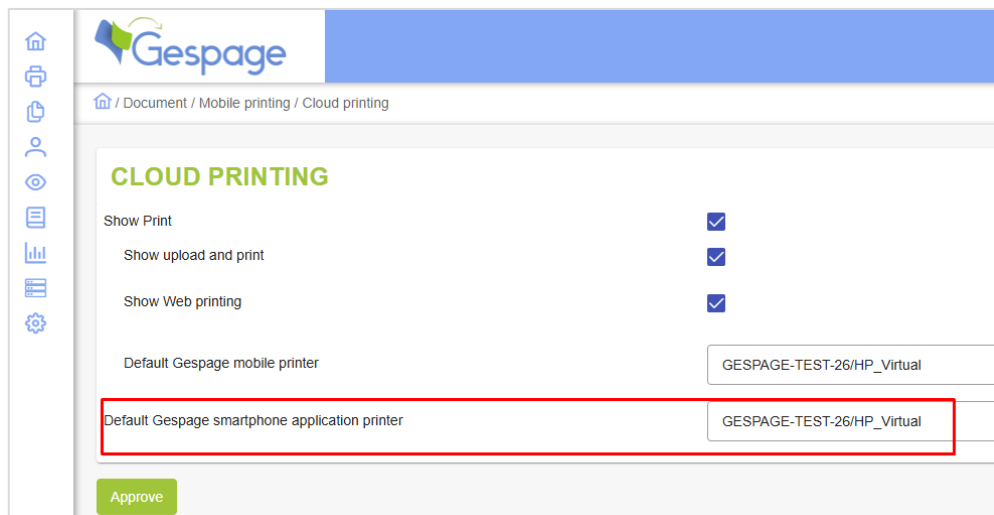 Gespage
/ Document / Mobile printing / Cloud printing
CLOUD PRINTING
Show Print
Show upload and print
Show Web printing
Default Gespage mobile printer GESPAGE-TEST-26/HP_Virtual
Default Gespage smartphone application printer GESPAGE-TEST-26/HP_Virtual
Approve